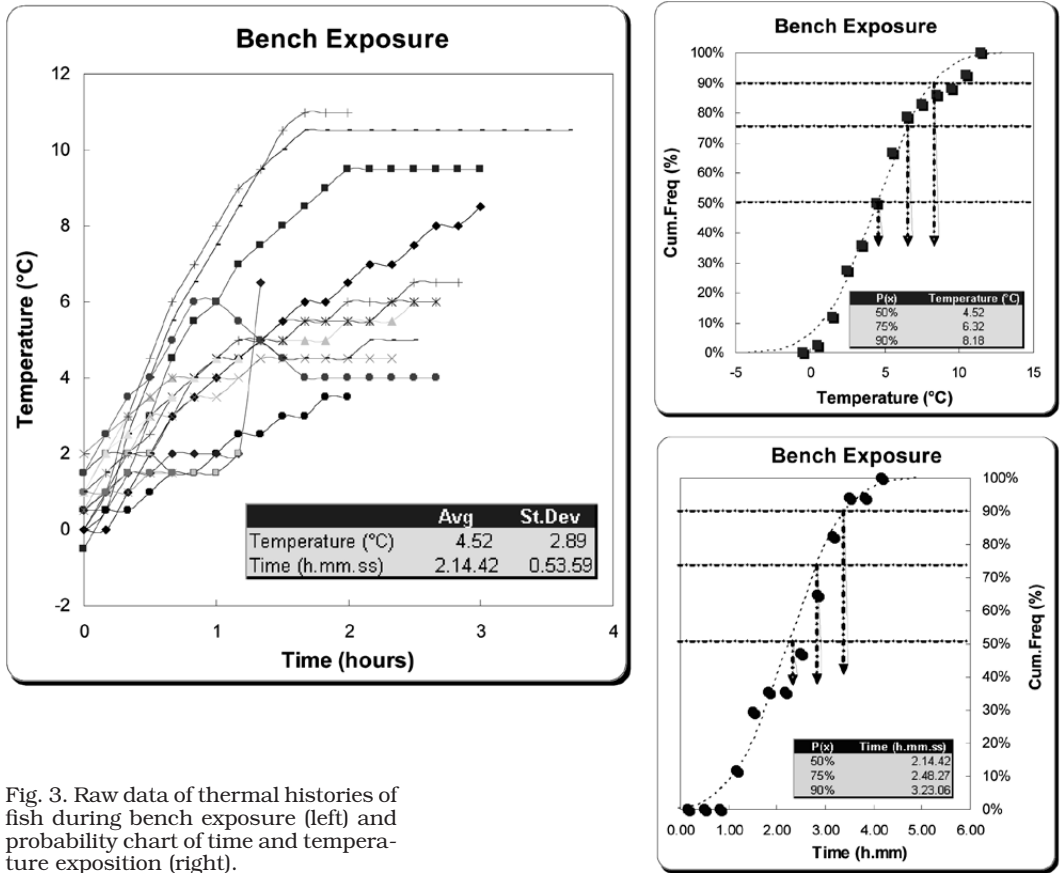 Bench Exposure
Temperature (°C)
12
10
8
6
4
2
0
-2
0 1 2 3 4
Time (hours)
Avg St.Dev
Temperature (°C) 4.52 2.89
Time (h.mm.ss) 2.14.42 0.53.59
Bench Exposure
Cum.Freq (%)
100%
90%
80%
70%
60%
50%
40%
30%
20%
10%
0%
-5 0 5 10 15
Temperature (°C)
P(x) Temperature (°C)
50% 4.52
75% 6.32
90% 8.18
Bench Exposure
100%
90%
80%
70%
60%
50%
40%
30%
20%
10%
0%
Cum.Freq (%)
0.00 1.00 2.00 3.00 4.00 5.00 6.00
Time (h.mm)
P(x) Time (h.mm.ss)
50% 2.14.42
75% 2.48.27
90% 3.23.06
Fig. 3. Raw data of thermal histories of
fish during bench exposure (left) and
probability chart of time and tempera-
ture exposition (right).